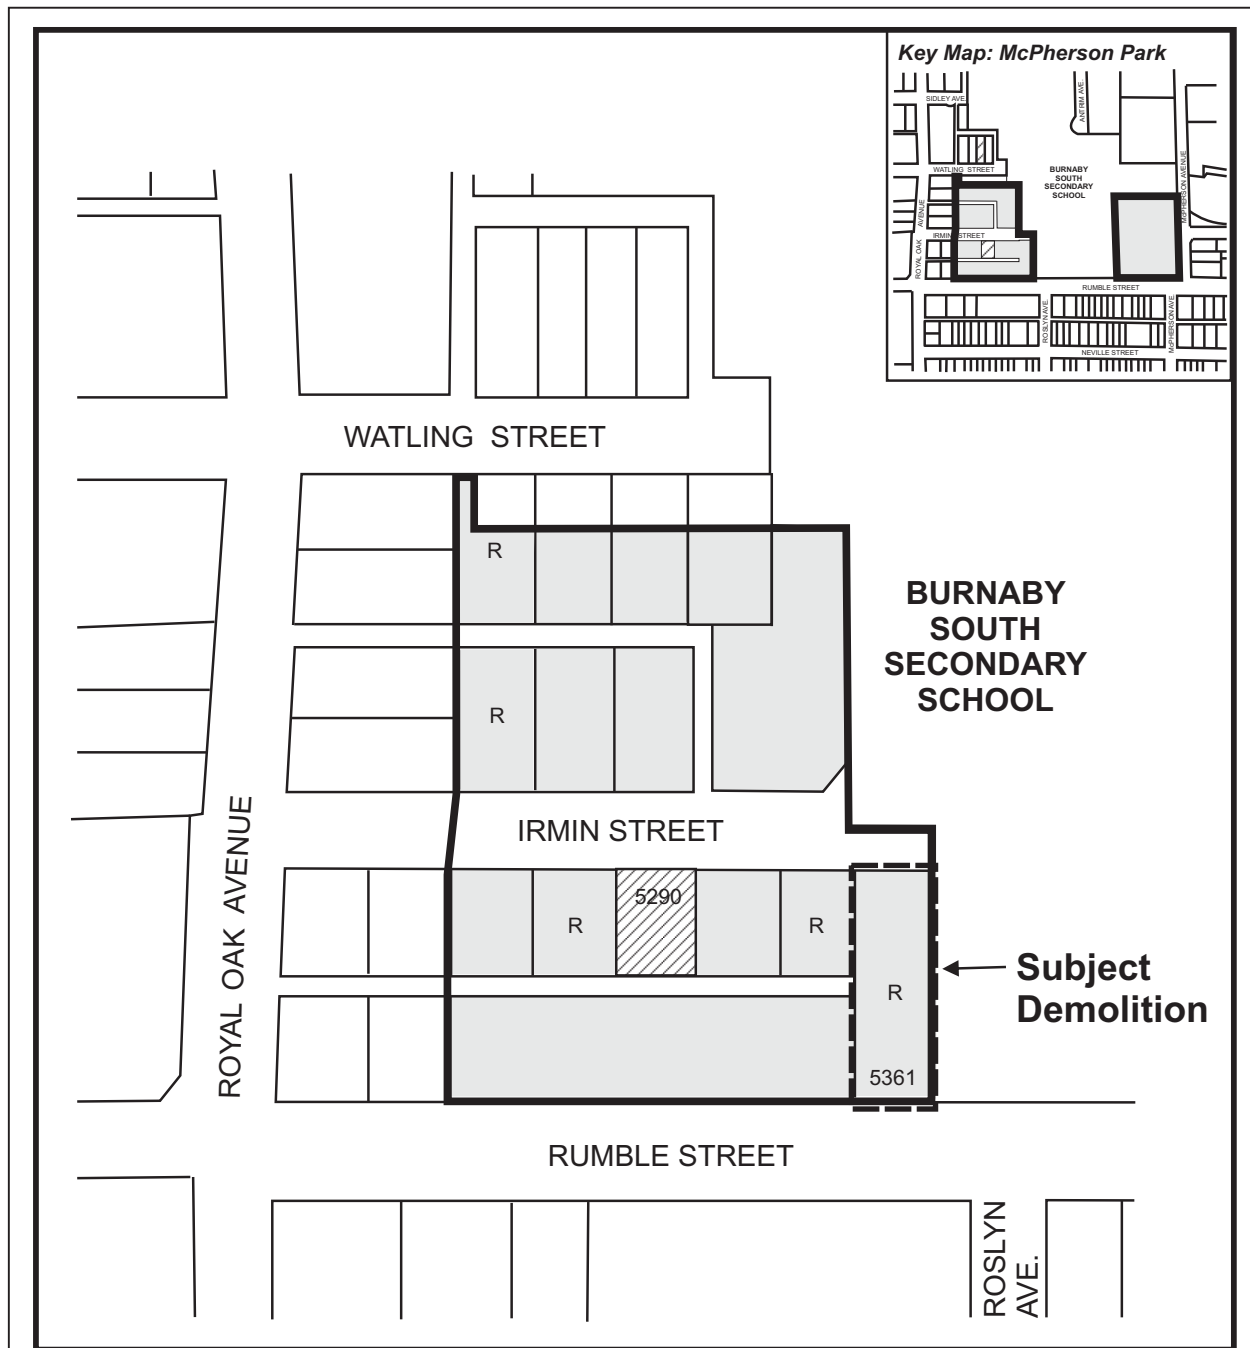 Key Map: McPherson Park
SIDLEY AVE.
ANTRIM AVE.
WATLING STREET
BURNABY
SOUTH
SECONDARY
SCHOOL
McPHERSON AVENUE
ROYAL OAK
AVENUE
IRMIN STREET
RUMBLE STREET
ROSLYN AVE.
McPHERSON AVE.
NEVILLE STREET
WATLING STREET
R
BURNABY
SOUTH
SECONDARY
SCHOOL
R
IRMIN STREET
ROYAL OAK AVENUE
5290
R
R
R
Subject
Demolition
5361
RUMBLE STREET
ROSLYN
AVE.